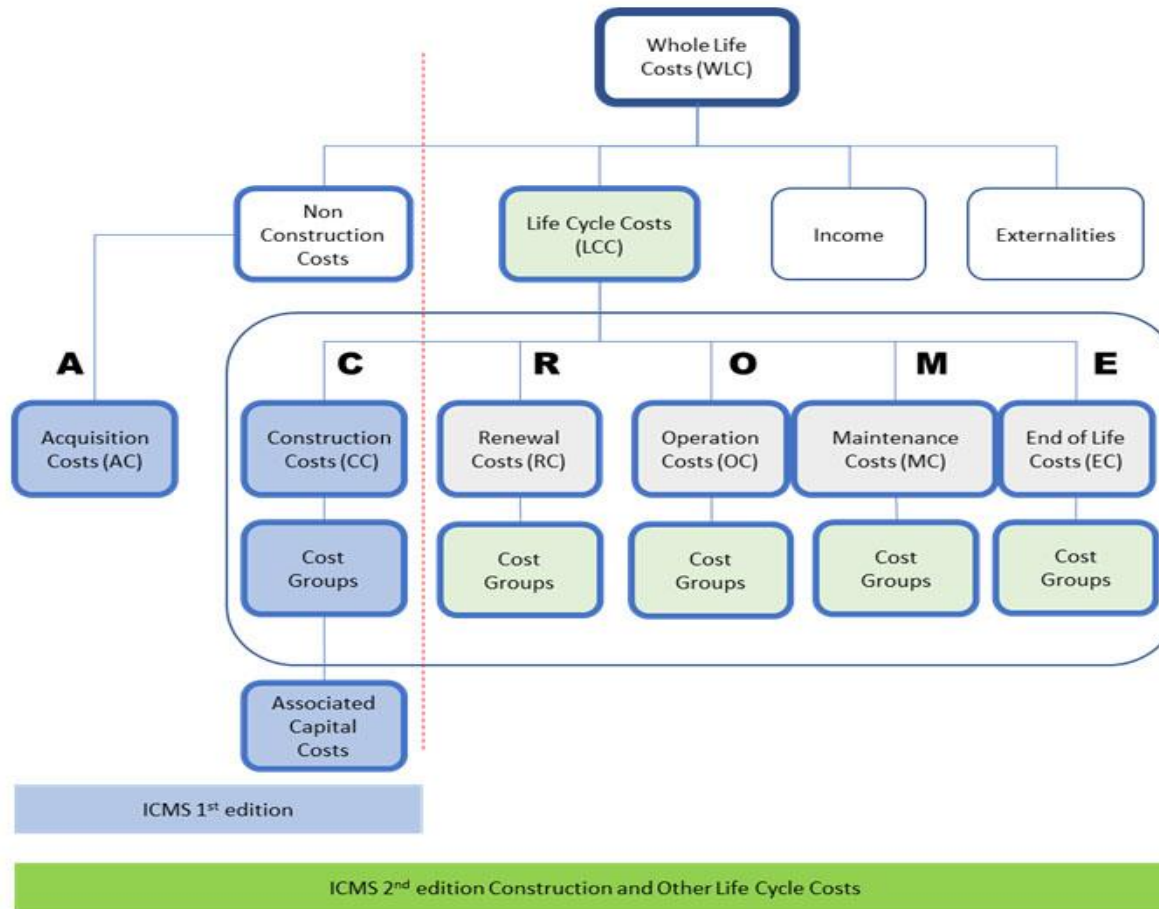 Whole Life
Costs (WLC)
Non
Construction
Costs
Life Cycle Costs
(LCC)
Income
Externalities
A
C
R
O
M
E
Acquisition
Costs (AC)
Construction
Costs (CC)
Renewal
Costs (RC)
Operation
Costs (OC)
Maintenance
Costs (MC)
End of Life
Costs (EC)
Cost
Groups
Cost
Groups
Cost
Groups
Cost
Groups
Cost
Groups
Associated
Capital
Costs
ICMS 1st edition
ICMS 2nd edition Construction and Other Life Cycle Costs